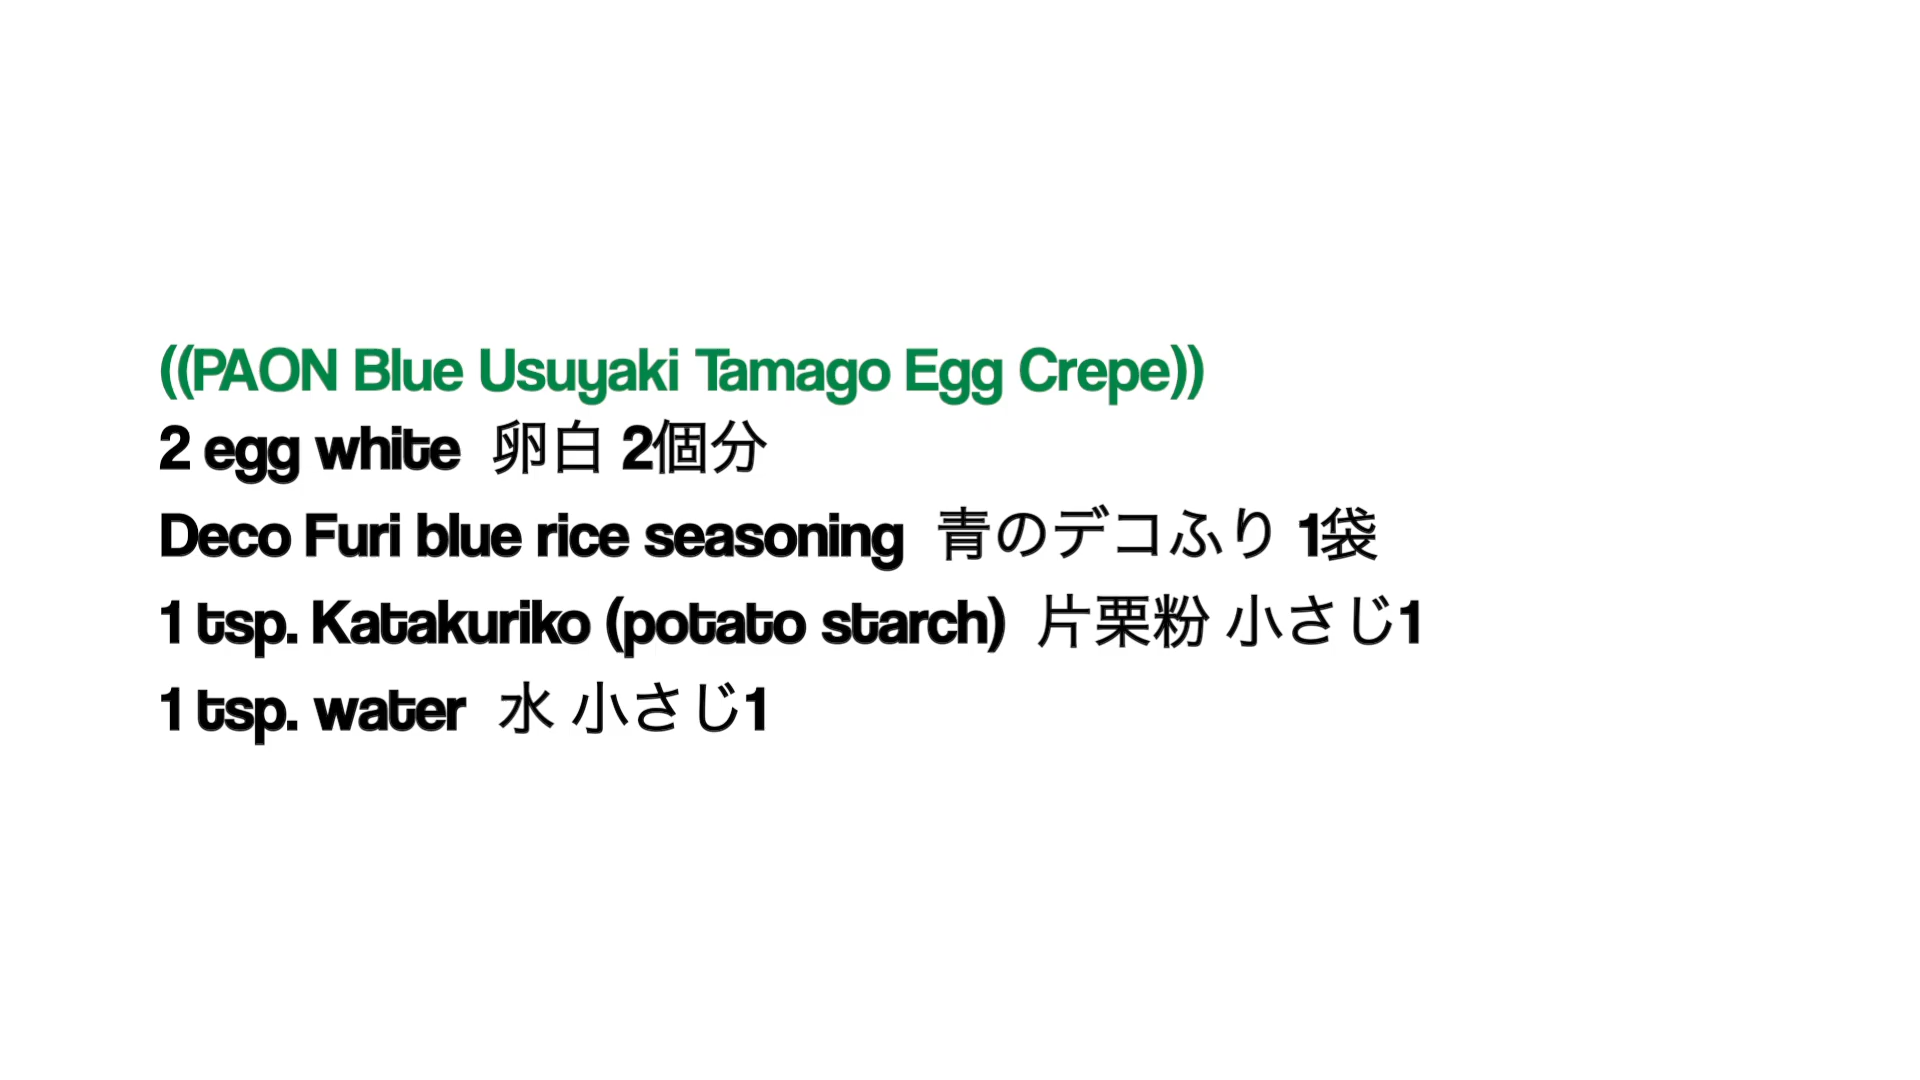 ((PAON Blue Usuyaki Tamago Egg Crepe))
2 egg white 卵白 2個分
Deco Furi blue rice seasoning 青のデコふり 1袋
1 tsp. Katakuriko (potato starch) 片栗粉 小さじ1
1 tsp. water 水 小さじ1